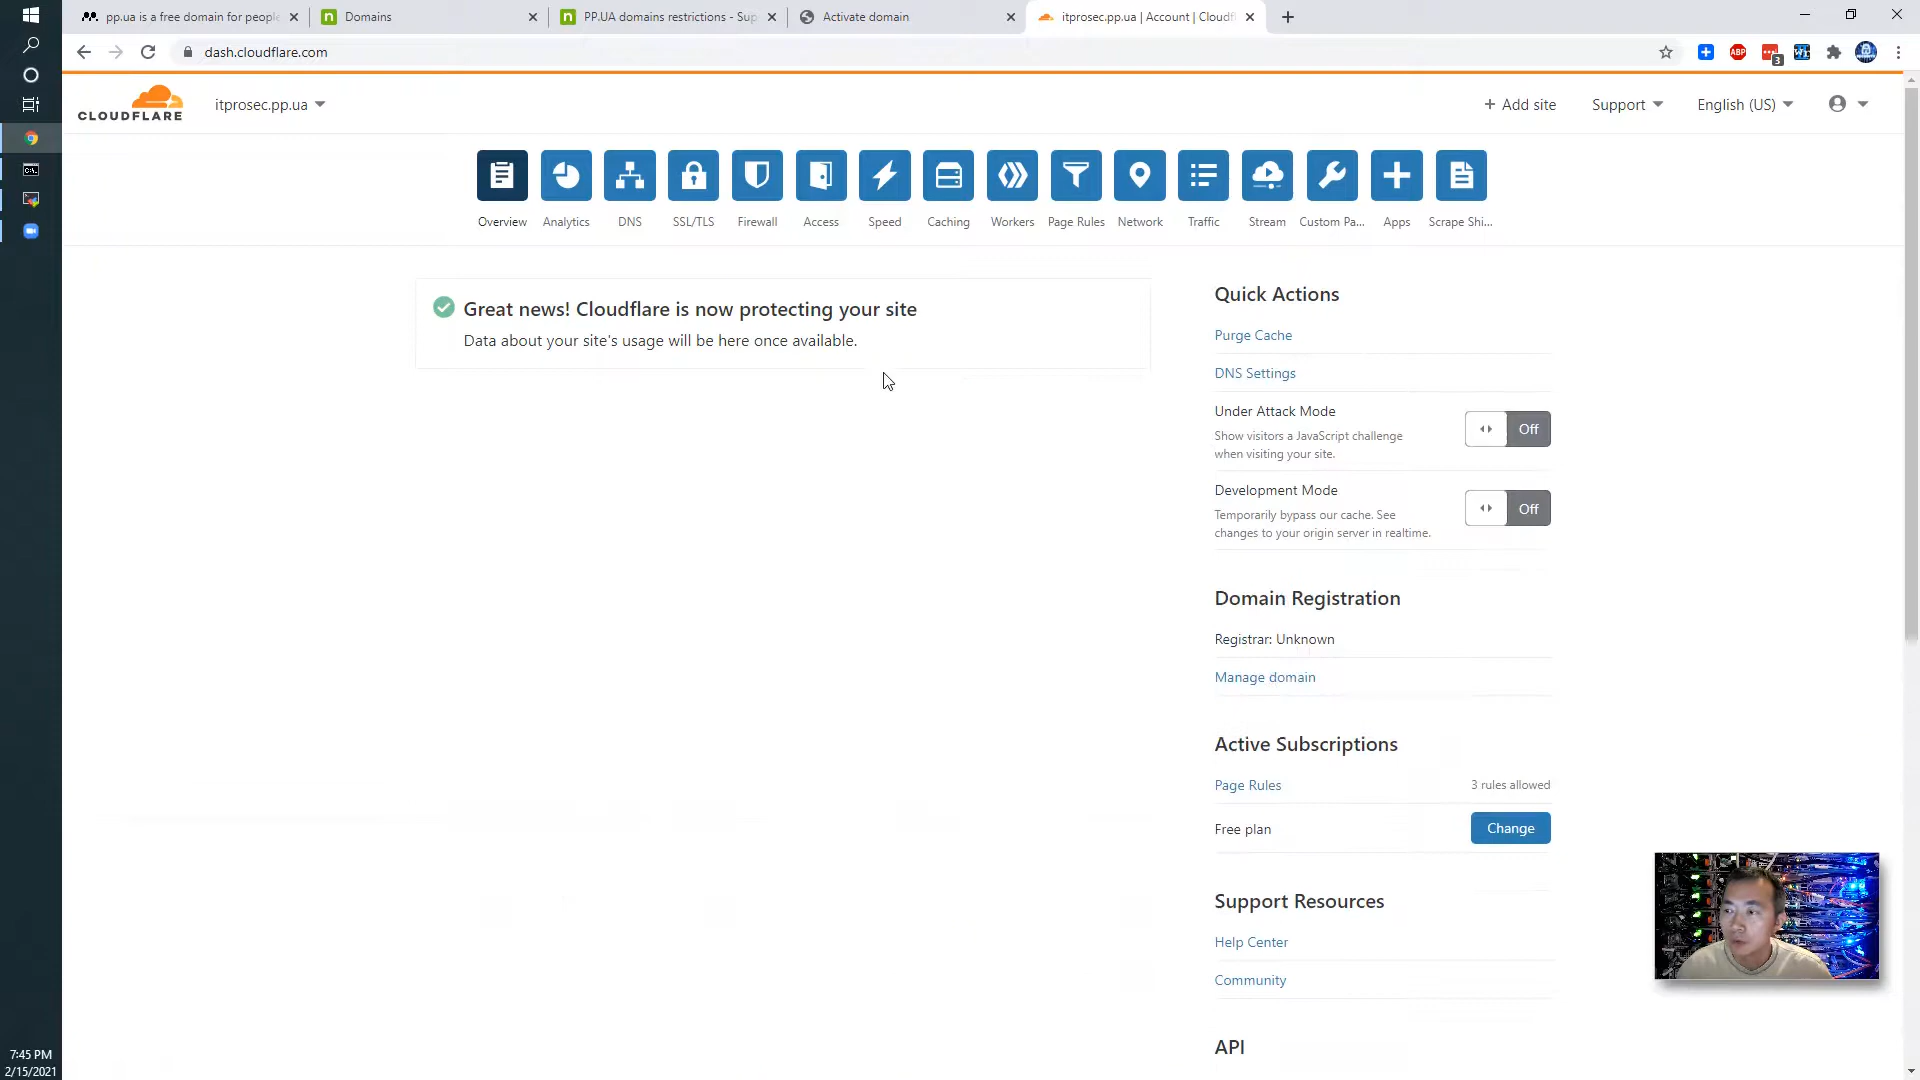 pp.ua is a free domain for people
Domains
PP.UA domains restrictions - Sup
Activate domain
itprosec.pp.ua | Account | Cloudf
dash.cloudflare.com
ABP
3
CLOUDFLARE
itprosec.pp.ua
+ Add site
Support
English (US)
Overview
Analytics
DNS
SSL/TLS
Firewall
Access
Speed
Caching
Workers
Page Rules
Network
Traffic
Stream
Custom Pa...
Apps
Scrape Shi...
Great news! Cloudflare is now protecting your site
Data about your site's usage will be here once available.
Quick Actions
Purge Cache
DNS Settings
Under Attack Mode
Show visitors a JavaScript challenge
when visiting your site.
Off
Development Mode
Temporarily bypass our cache. See
changes to your origin server in realtime.
Off
Domain Registration
Registrar: Unknown
Manage domain
Active Subscriptions
Page Rules
3 rules allowed
Free plan
Change
Support Resources
Help Center
Community
API
7:45 PM
2/15/2021